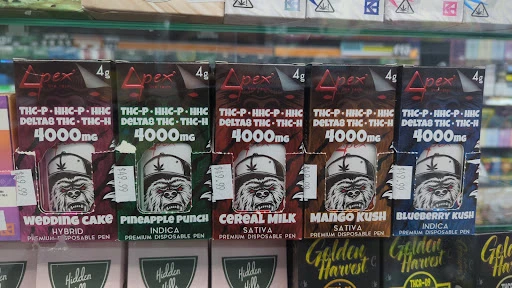 Apex
4g
THC-P • HHC-P • HHC
DELTA8 THC • THC-H
4000mg
WEDDING CAKE
HYBRID
PREMIUM DISPOSABLE PEN
Apex
4g
THC-P • HHC-P • HHC
DELTA8 THC • THC-H
4000mg
PINEAPPLE PUNCH
INDICA
PREMIUM DISPOSABLE PEN
Apex
4g
THC-P • HHC-P • HHC
DELTA8 THC • THC-H
4000mg
CEREAL MILK
SATIVA
PREMIUM DISPOSABLE PEN
Apex
4g
THC-P • HHC-P • HHC
DELTA8 THC • THC-H
4000mg
MANGO KUSH
SATIVA
PREMIUM DISPOSABLE PEN
Apex
4g
THC-P • HHC-P • HHC
DELTA8 THC • THC-H
4000mg
BLUEBERRY KUSH
INDICA
PREMIUM DISPOSABLE PEN
Hidden
Hill
Hidden
Hill
Golden
Harvest
Golden
Harvest